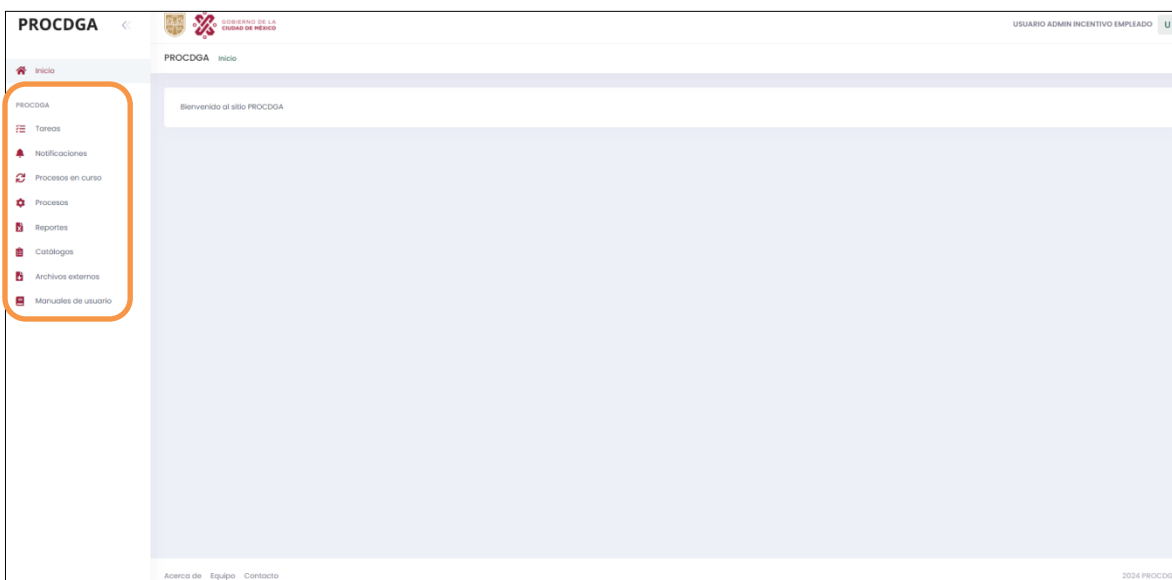 PROCDGA
GOBIERNO DE LA
CIUDAD DE MÉXICO
USUARIO ADMIN INCENTIVO EMPLEADO U
PROCDGA Inicio
Inicio
PROCDGA
Bienvenido al sitio PROCDGA
Tareas
Notificaciones
Procesos en curso
Procesos
Reportes
Catálogos
Archivos externos
Manuales de usuario
Acerca de Equipo Contacto
2024 PROCDG